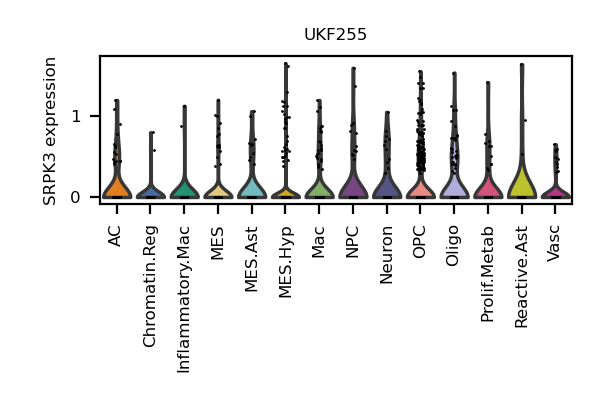 UKF255
SRPK3 expression
1
0
AC
Chromatin.Reg
Inflammatory.Mac
MES
MES.Ast
MES.Hyp
Mac
NPC
Neuron
OPC
Oligo
Prolif.Metab
Reactive.Ast
Vasc